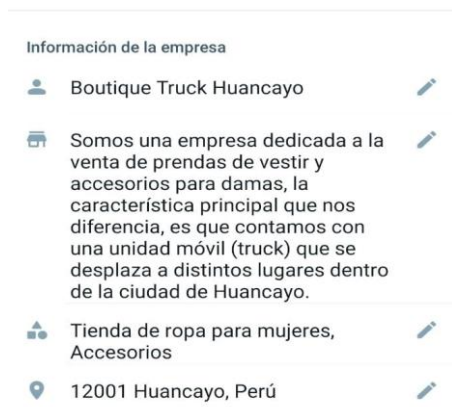 Información de la empresa
Boutique Truck Huancayo
Somos una empresa dedicada a la
venta de prendas de vestir y
accesorios para damas, la
característica principal que nos
diferencia, es que contamos con
una unidad móvil (truck) que se
desplaza a distintos lugares dentro
de la ciudad de Huancayo.
Tienda de ropa para mujeres,
Accesorios
12001 Huancayo, Perú